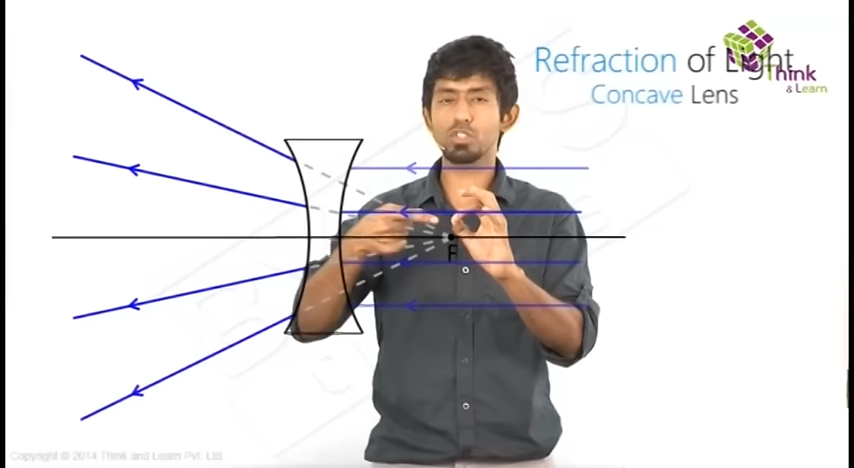 Refraction of Light
Concave Lens
Think
& Learn
F
Copyright © 2014 Think and Learn Pvt. Ltd